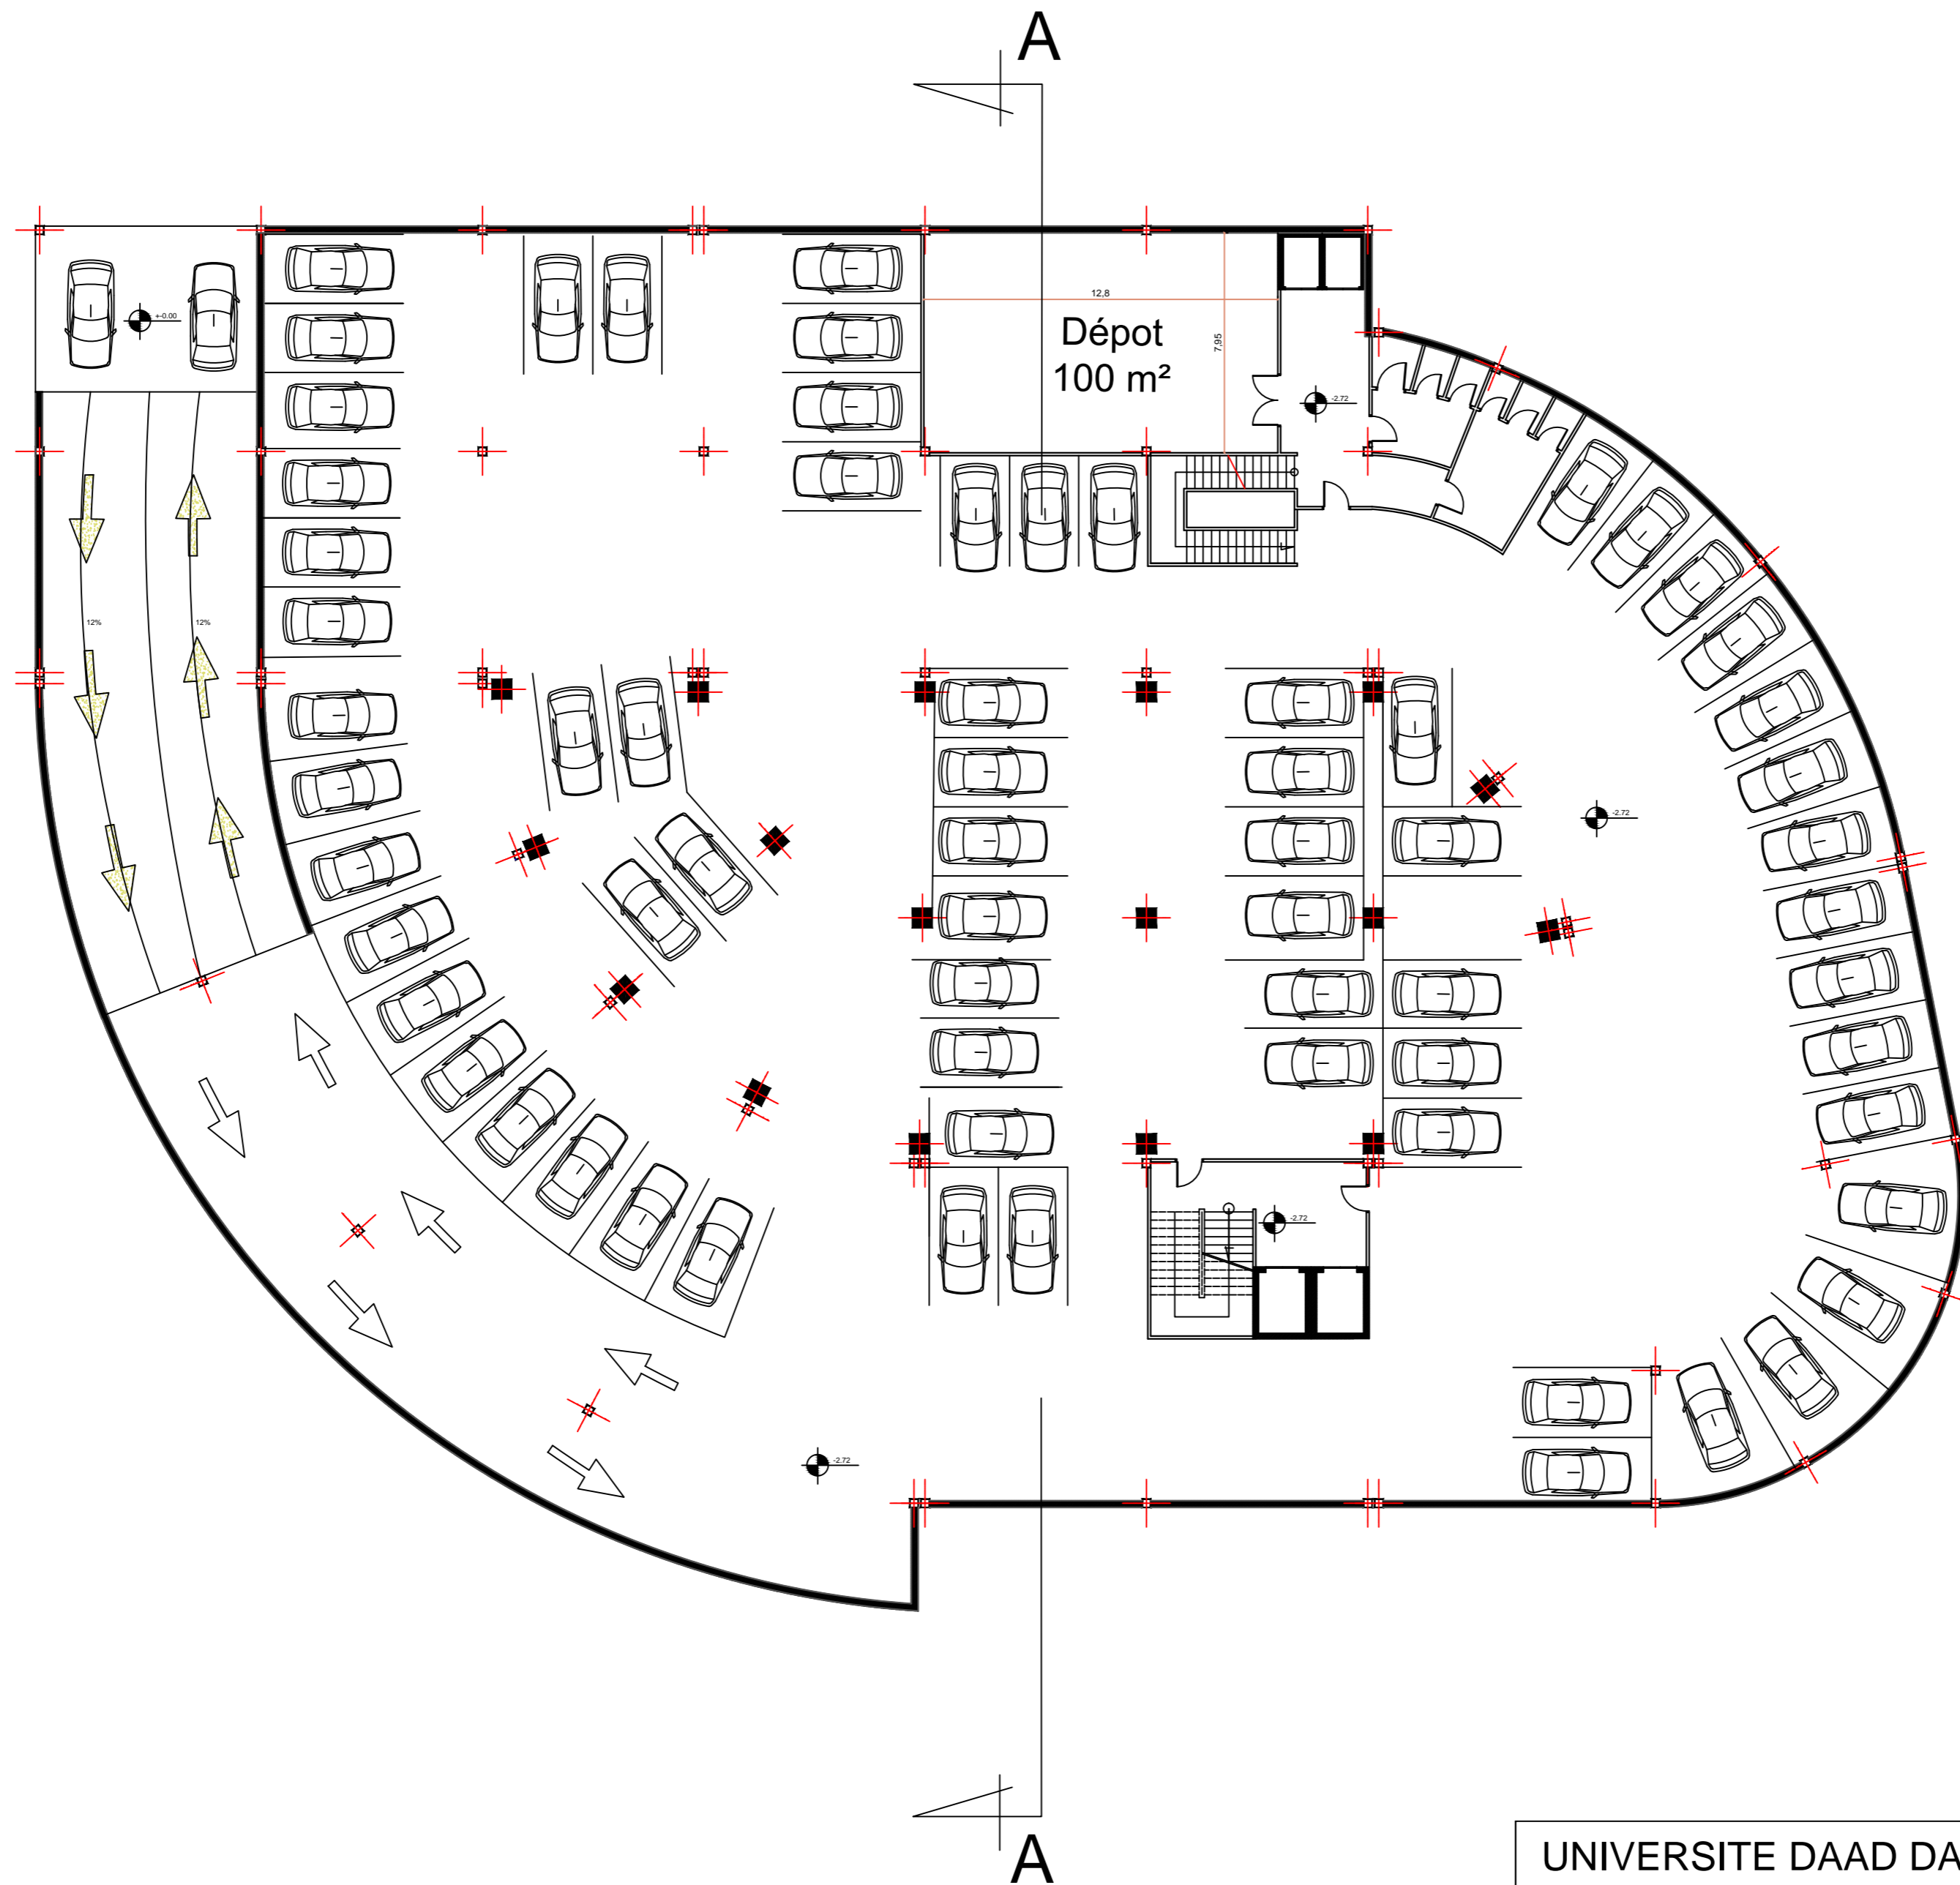 A
12,8
+-0.00
Dépot
7,95
100 m²
-2.72
12%
12%
-2.72
-2.72
-2.72
A
UNIVERSITE DAAD DA